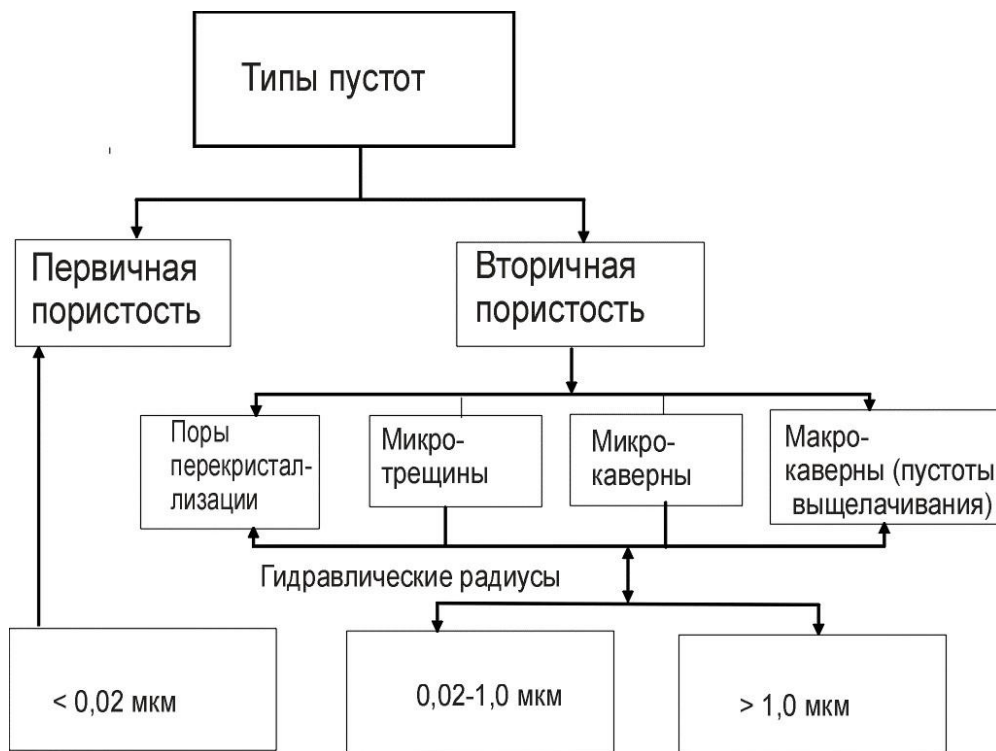 Типы пустот
Первичная
пористость
Вторичная
пористость
Поры
перекристал-
лизации
Микро-
трещины
Микро-
каверны
Макро-
каверны (пустоты
выщелачивания)
Гидравлические радиусы
< 0,02 мкм
0,02-1,0 мкм
> 1,0 мкм